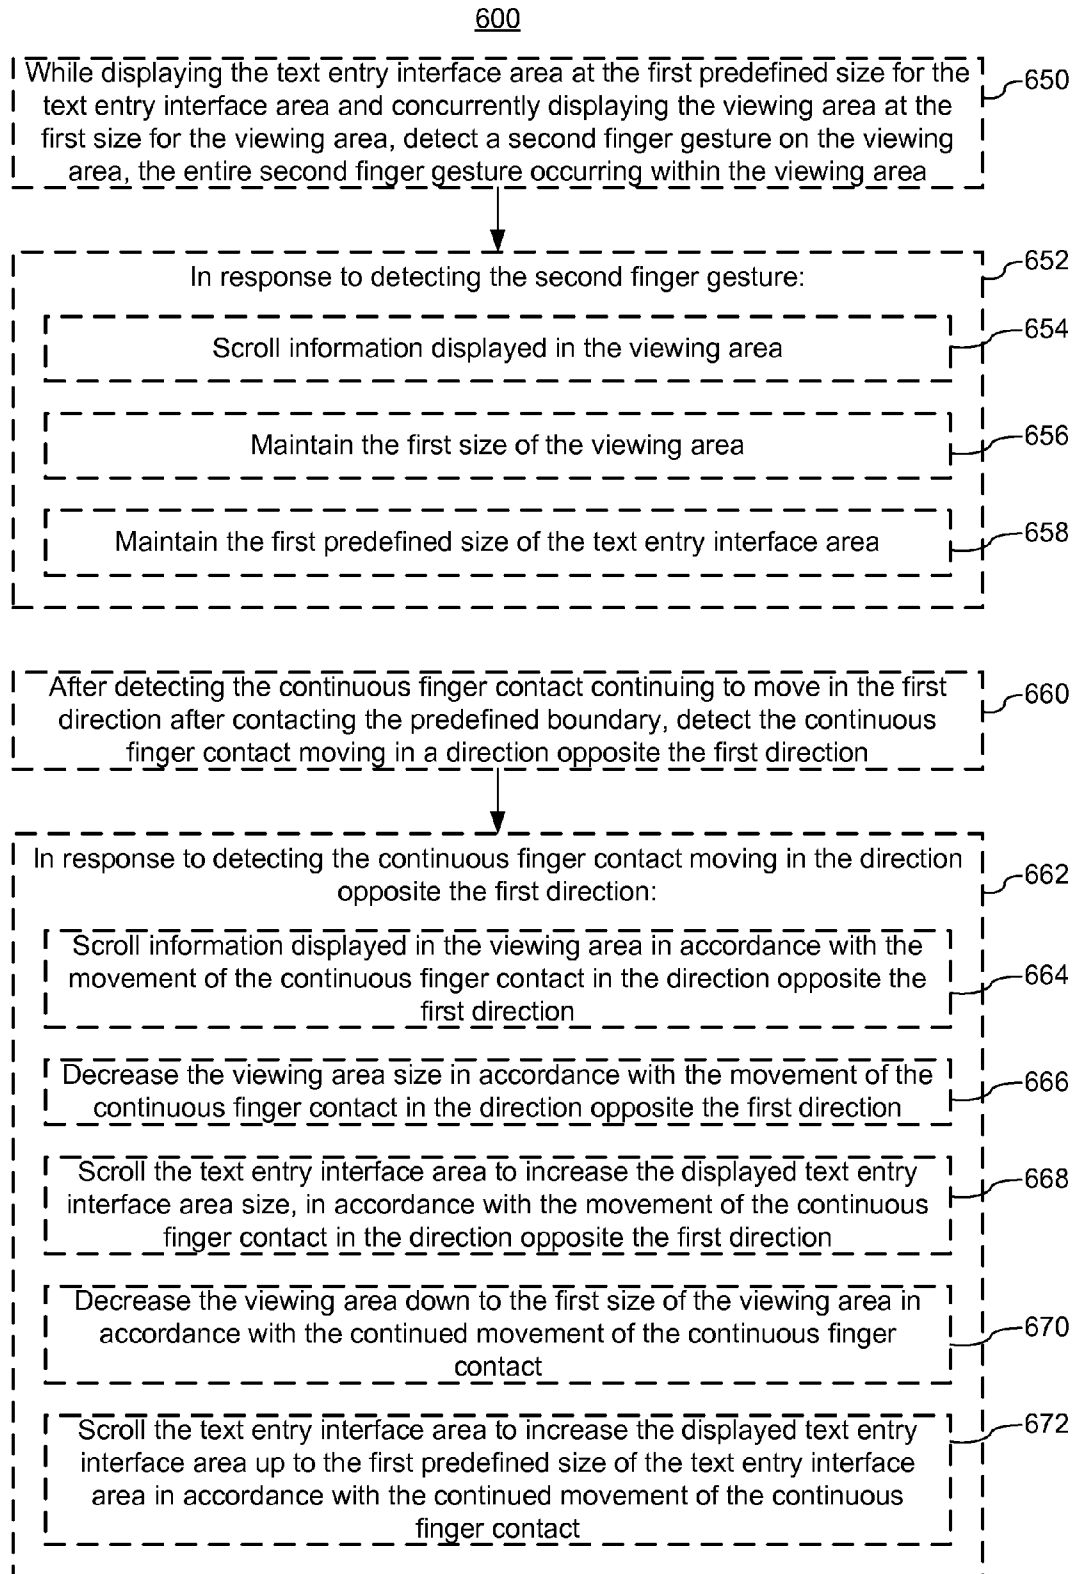 600
While displaying the text entry interface area at the first predefined size for the
text entry interface area and concurrently displaying the viewing area at the
first size for the viewing area, detect a second finger gesture on the viewing
area, the entire second finger gesture occurring within the viewing area
650
In response to detecting the second finger gesture:
652
Scroll information displayed in the viewing area
654
Maintain the first size of the viewing area
656
Maintain the first predefined size of the text entry interface area
658
After detecting the continuous finger contact continuing to move in the first
direction after contacting the predefined boundary, detect the continuous
finger contact moving in a direction opposite the first direction
660
In response to detecting the continuous finger contact moving in the direction
opposite the first direction:
662
Scroll information displayed in the viewing area in accordance with the
movement of the continuous finger contact in the direction opposite the
first direction
664
Decrease the viewing area size in accordance with the movement of the
continuous finger contact in the direction opposite the first direction
666
Scroll the text entry interface area to increase the displayed text entry
interface area size, in accordance with the movement of the continuous
finger contact in the direction opposite the first direction
668
Decrease the viewing area down to the first size of the viewing area in
accordance with the continued movement of the continuous finger
contact
670
Scroll the text entry interface area to increase the displayed text entry
interface area up to the first predefined size of the text entry interface
area in accordance with the continued movement of the continuous
finger contact
672